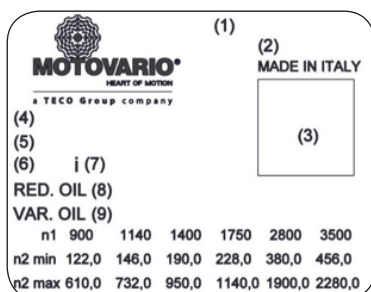 (1)
(2)
MOTOVARIO
HEART OF MOTION
a TECO Group company
MADE IN ITALY
(3)
(4)
(5)
(6) i (7)
RED. OIL (8)
VAR. OIL (9)
n1 900 1140 1400 1750 2800 3500
n2 min 122,0 146,0 190,0 228,0 380,0 456,0
n2 max 610,0 732,0 950,0 1140,0 1900,0 2280,0